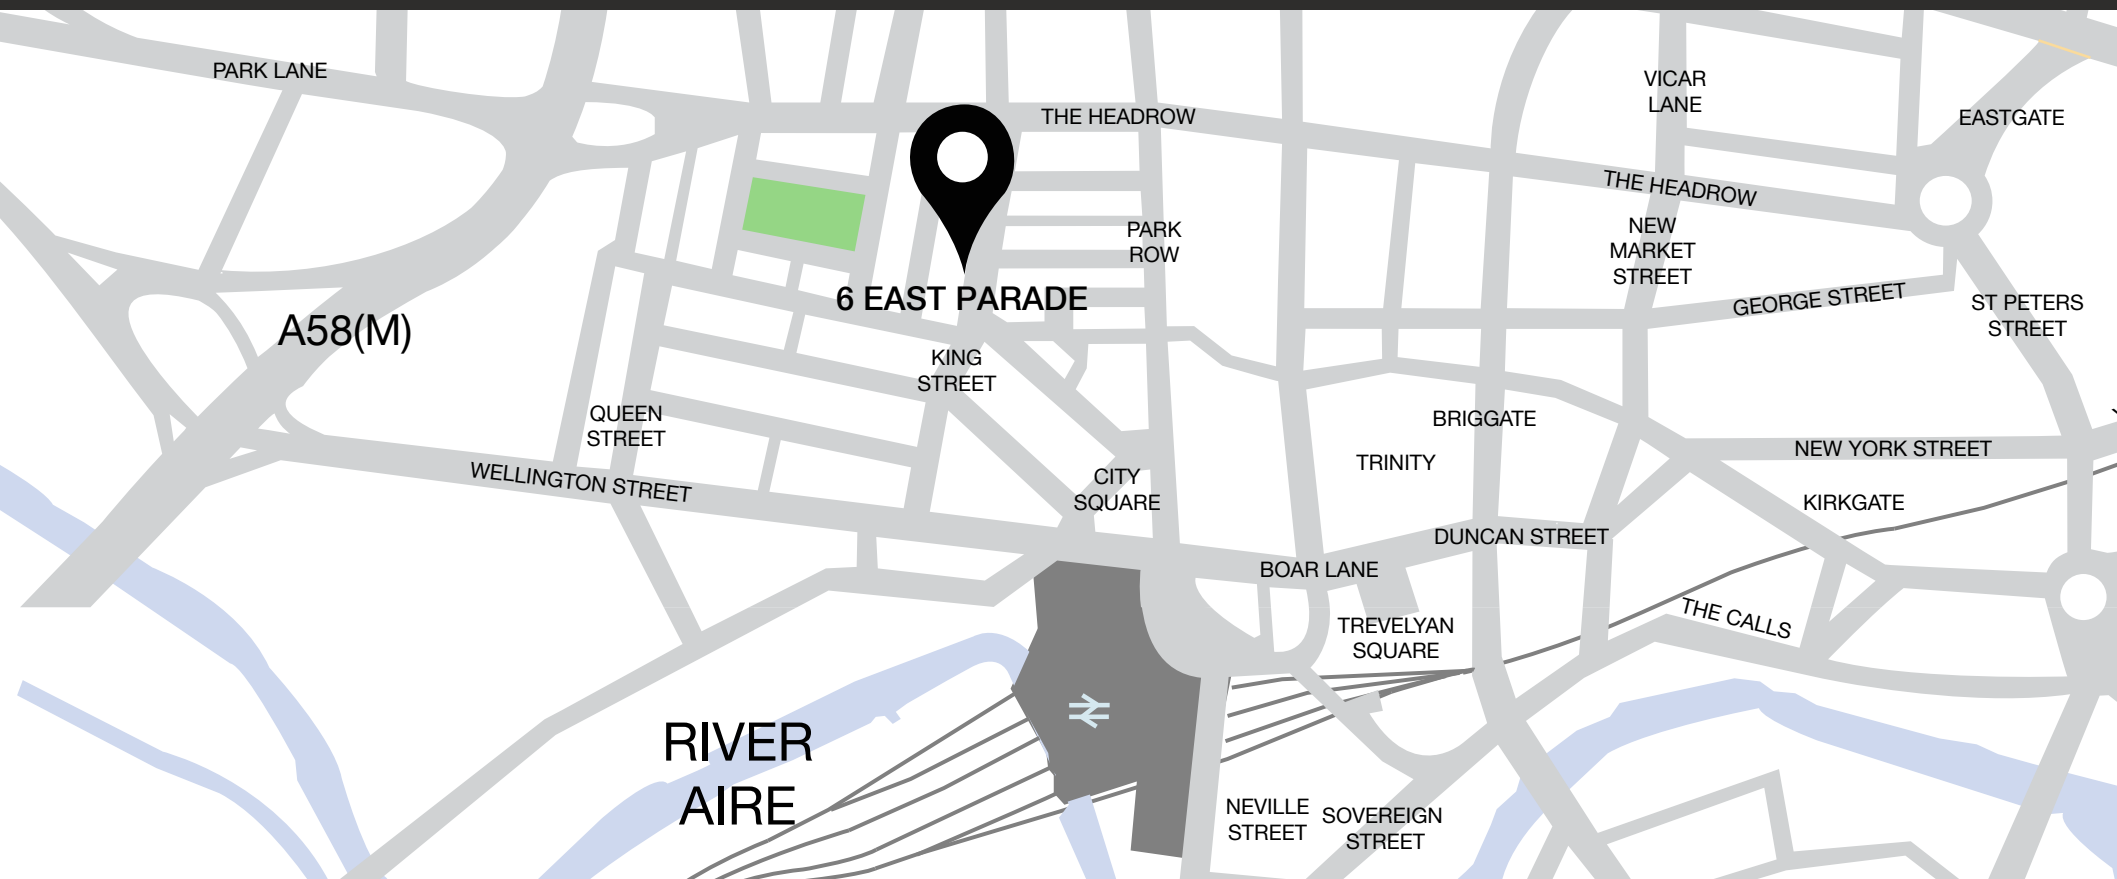 PARK LANE
THE HEADROW
VICAR
LANE
EASTGATE
THE HEADROW
PARK
ROW
NEW
MARKET
STREET
6 EAST PARADE
GEORGE STREET
ST PETERS
STREET
A58(M)
KING
STREET
QUEEN
STREET
BRIGGATE
TRINITY
NEW YORK STREET
WELLINGTON STREET
CITY
SQUARE
KIRKGATE
DUNCAN STREET
BOAR LANE
THE CALLS
TREVELYAN
SQUARE
RIVER
AIRE
NEVILLE
STREET
SOVEREIGN
STREET